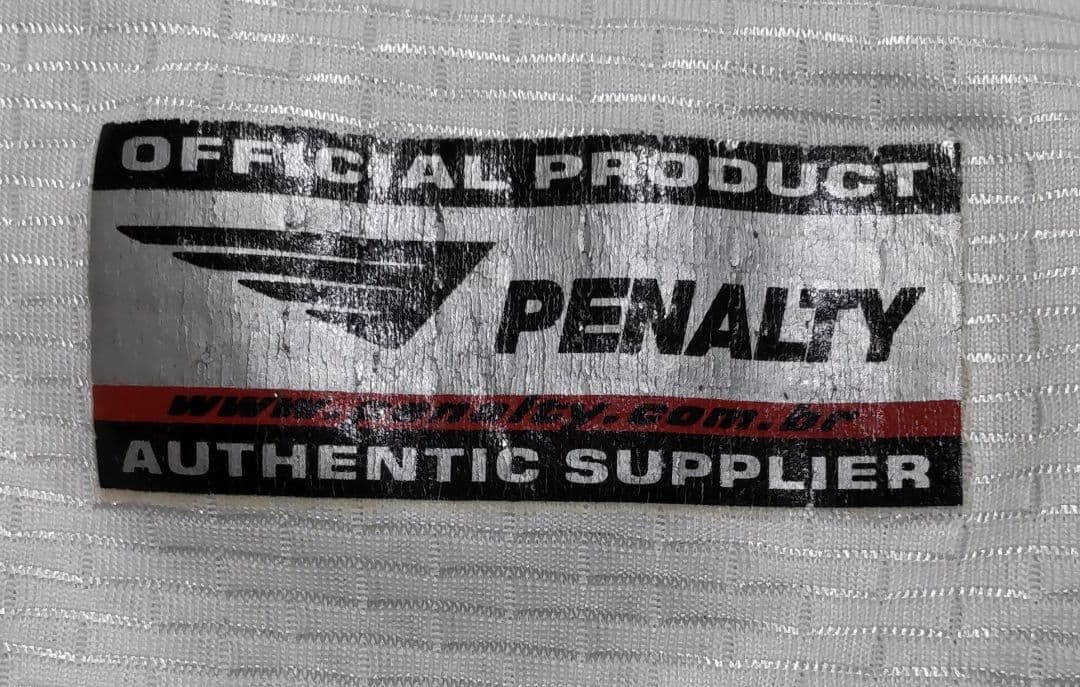 OFFICIAL PRODUCT
PENALTY
www.penalty.com.br
AUTHENTIC SUPPLIER